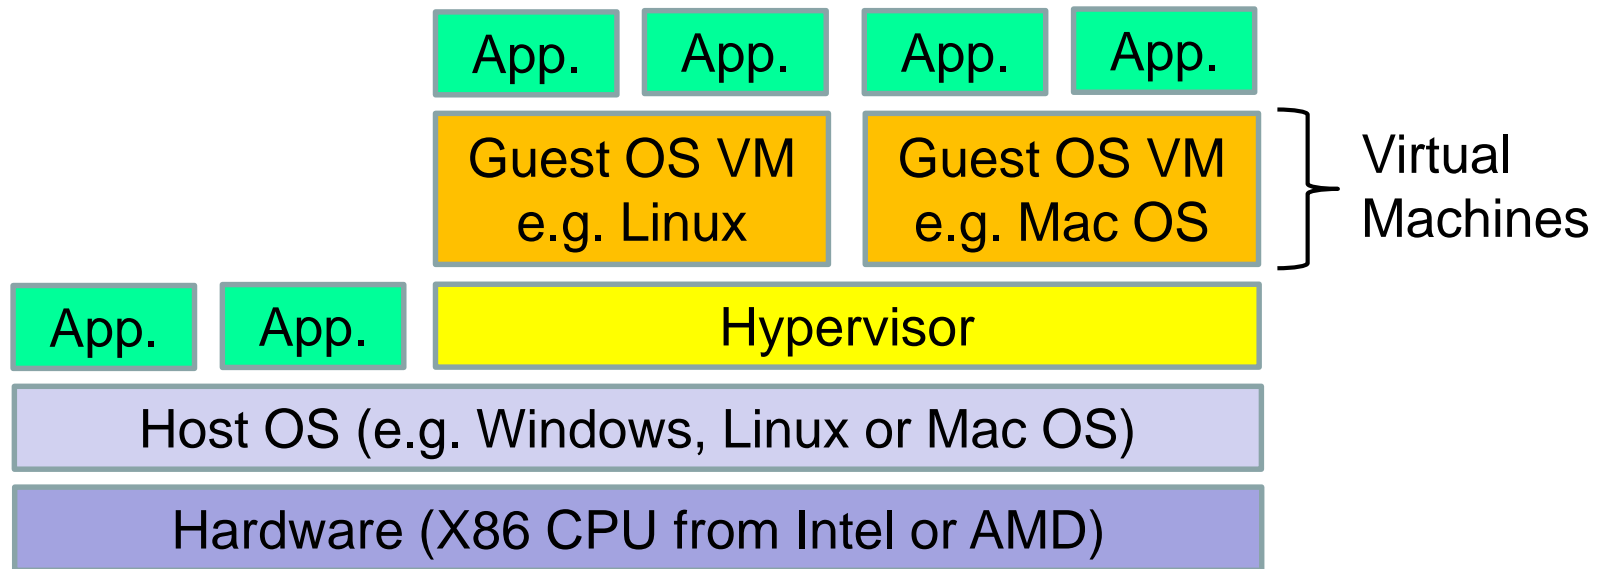 App.
App.
App.
App.
Guest OS VM
e.g. Linux
Guest OS VM
e.g. Mac OS
Virtual
Machines
App.
App.
Hypervisor
Host OS (e.g. Windows, Linux or Mac OS)
Hardware (X86 CPU from Intel or AMD)